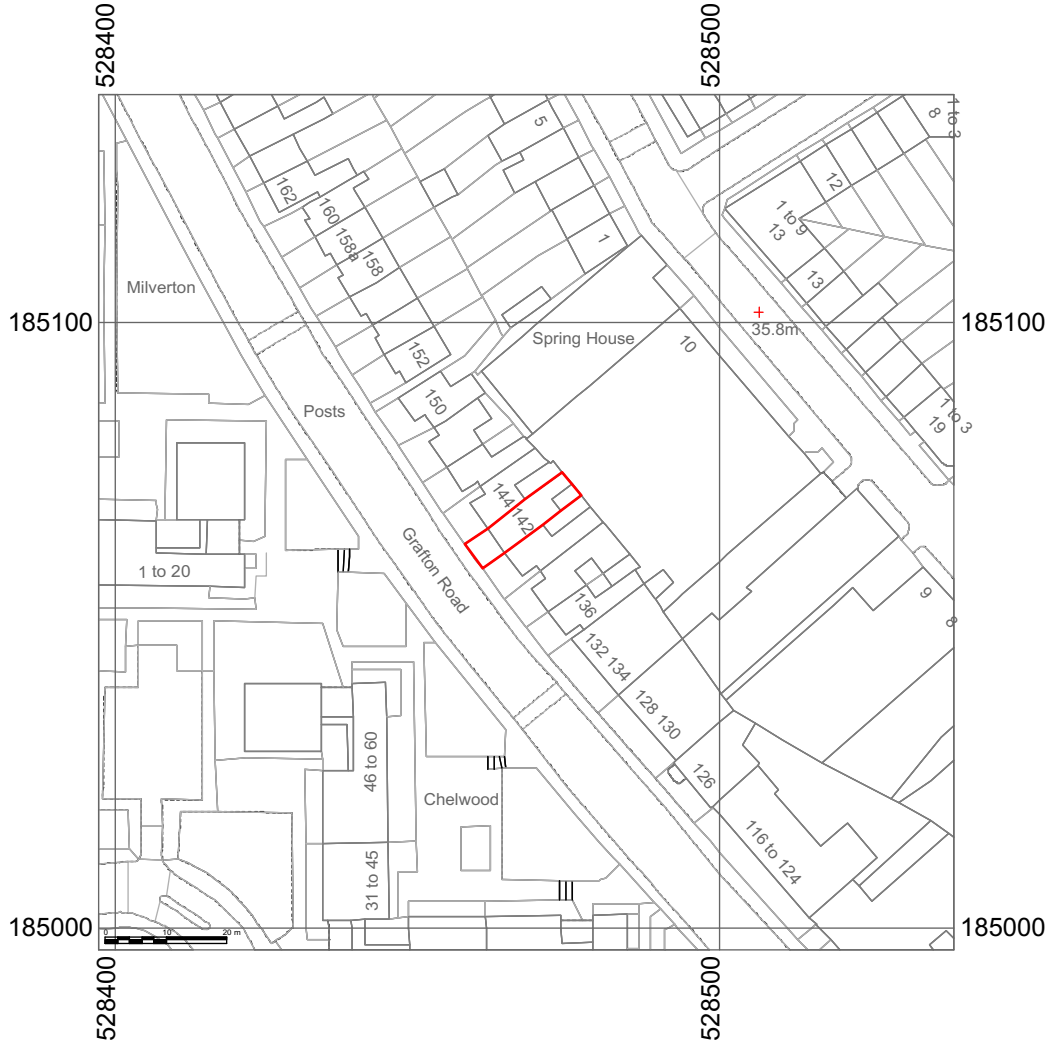 528400
528500
8
1 to 3
5
12
162
160
158a
158
1
1 to 9
13
13
Milverton
185100
185100
35.8m
Spring House
10
152
Posts
150
1 to 3
19
144
142
Grafton Road
1 to 20
136
9
8
132 134
128 130
46 to 60
126
Chelwood
116 to 124
31 to 45
185000
0 10 20 m
185000
528400
528500